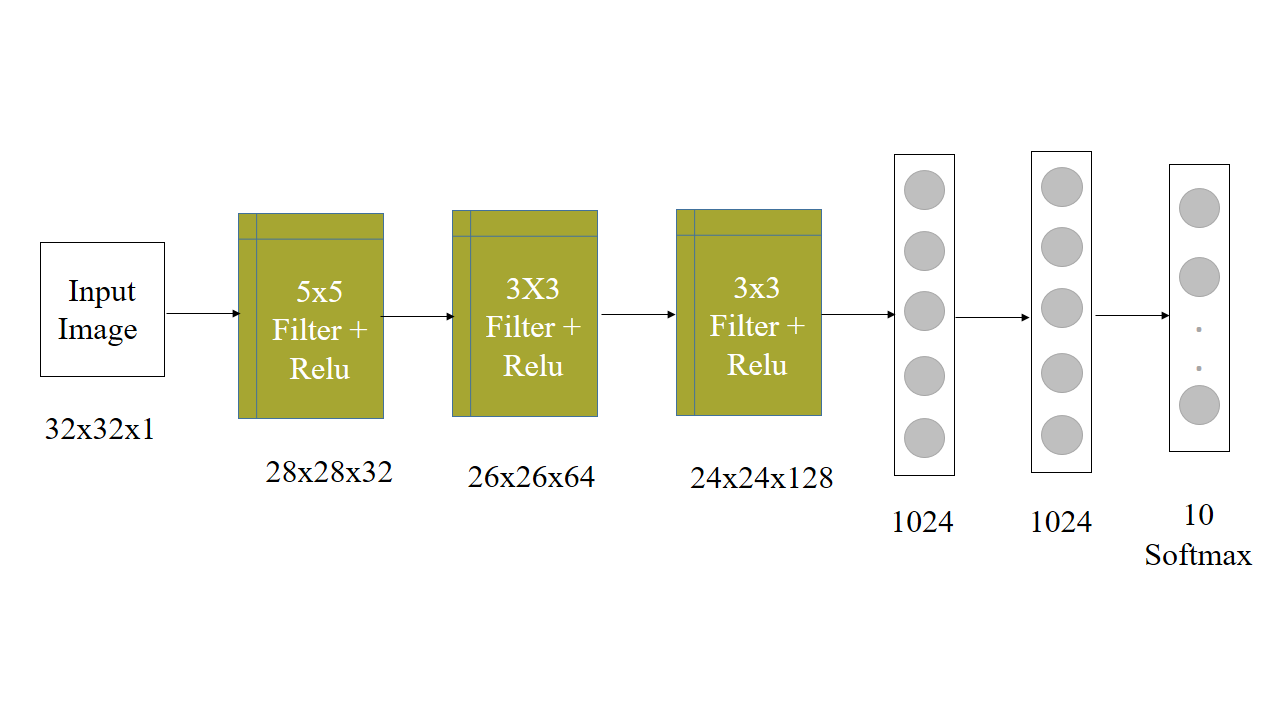 Input
Image
32x32x1
5x5
Filter +
Relu
28x28x32
3X3
Filter +
Relu
26x26x64
3x3
Filter +
Relu
24x24x128
1024
1024
10
Softmax